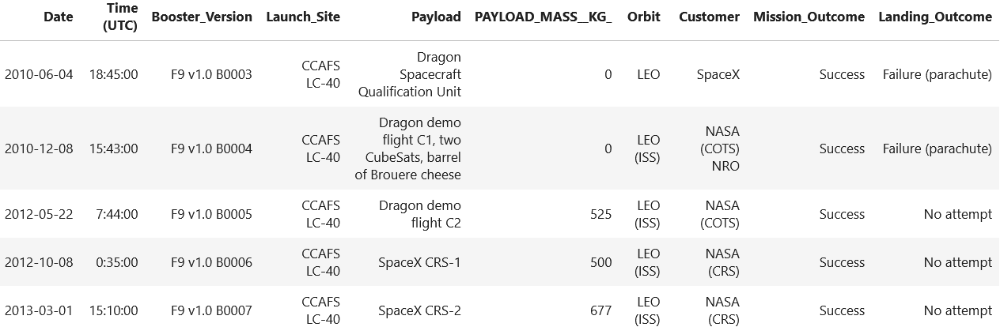 Date Time (UTC) Booster_Version Launch_Site Payload PAYLOAD_MASS__KG_ Orbit Customer Mission_Outcome Landing_Outcome
2010-06-04 18:45:00 F9 v1.0 B0003 CCAFS LC-40 Dragon Spacecraft Qualification Unit 0 LEO SpaceX Success Failure (parachute)
2010-12-08 15:43:00 F9 v1.0 B0004 CCAFS LC-40 Dragon demo flight C1, two CubeSats, barrel of Brouere cheese 0 LEO (ISS) NASA (COTS) NRO Success Failure (parachute)
2012-05-22 7:44:00 F9 v1.0 B0005 CCAFS LC-40 Dragon demo flight C2 525 LEO (ISS) NASA (COTS) Success No attempt
2012-10-08 0:35:00 F9 v1.0 B0006 CCAFS LC-40 SpaceX CRS-1 500 LEO (ISS) NASA (CRS) Success No attempt
2013-03-01 15:10:00 F9 v1.0 B0007 CCAFS LC-40 SpaceX CRS-2 677 LEO (ISS) NASA (CRS) Success No attempt